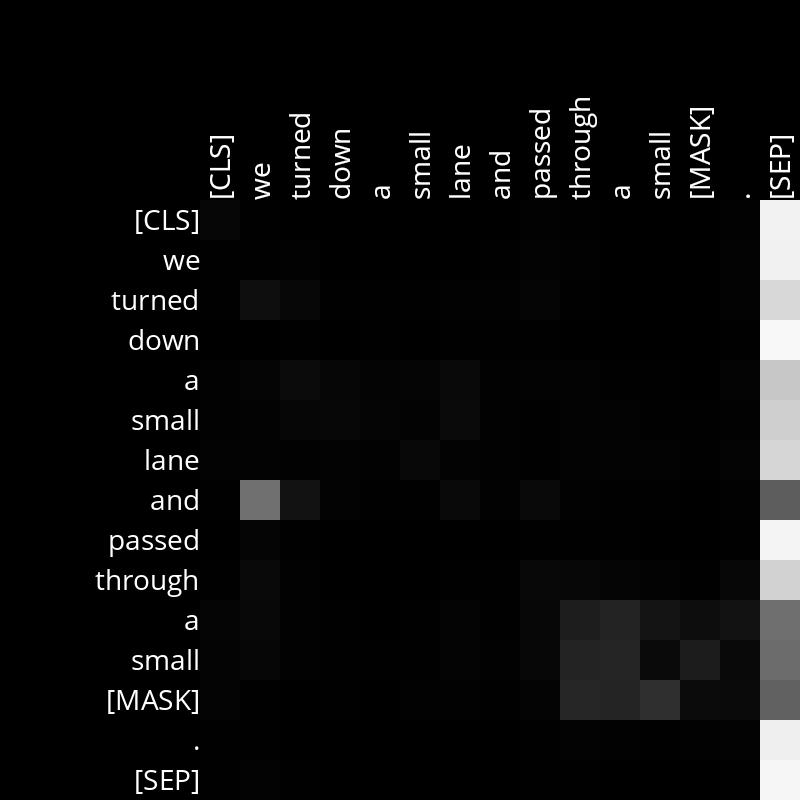 [CLS] we turned down a small lane and passed through a small [MASK] . [SEP]
[CLS]
we
turned
down
a
small
lane
and
passed
through
a
small
[MASK]
.
[SEP]